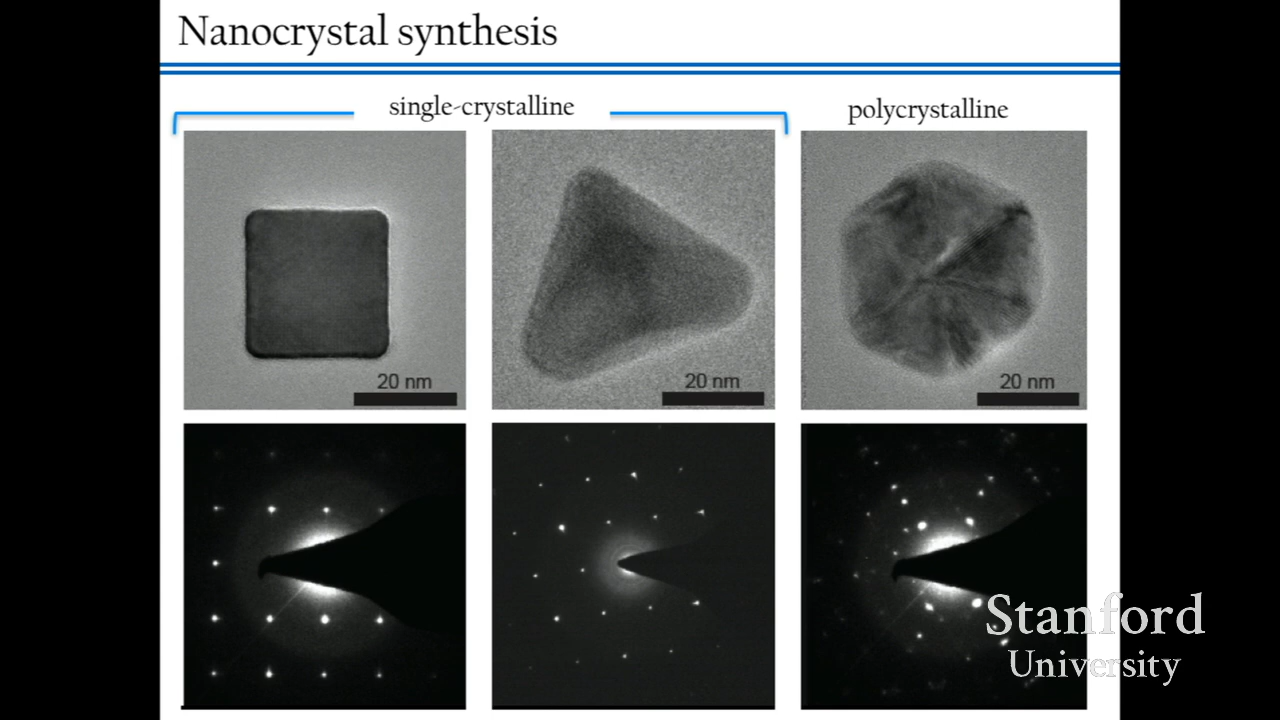 Nanocrystal synthesis
single-crystalline
polycrystalline
20 nm
20 nm
20 nm
Stanford
University